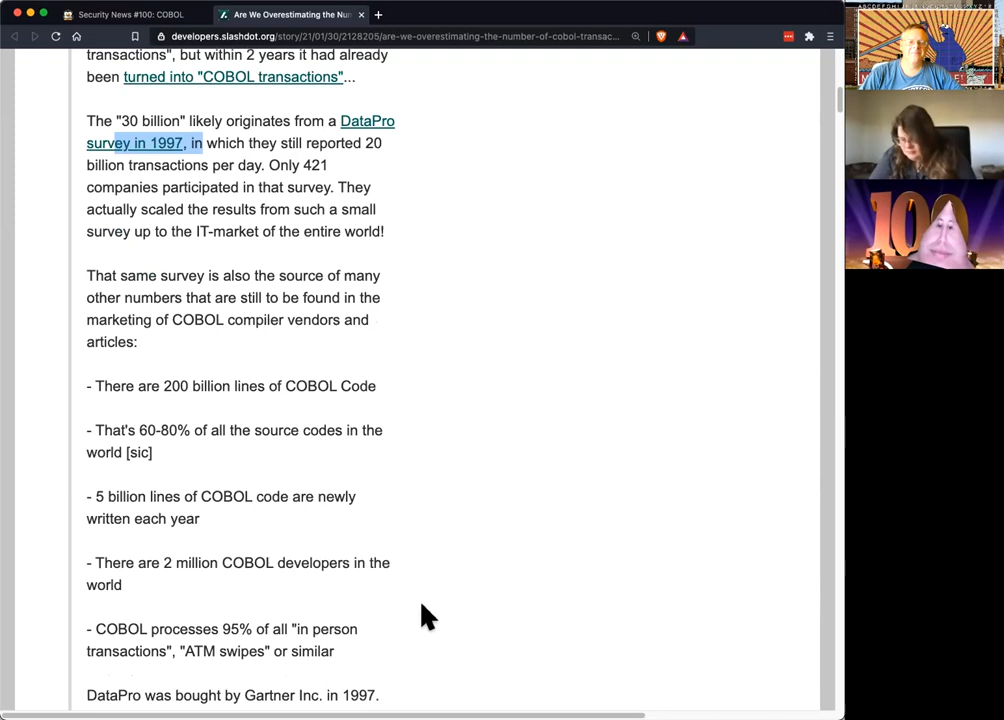 Security News #100: COBOL
Are We Overestimating the Nu
developers.slashdot.org/story/21/01/30/2128205/are-we-overestimating-the-number-of-cobol-transac...
transactions", but within 2 years it had already
been turned into "COBOL transactions"...
The "30 billion" likely originates from a DataPro
survey in 1997, in which they still reported 20
billion transactions per day. Only 421
companies participated in that survey. They
actually scaled the results from such a small
survey up to the IT-market of the entire world!
That same survey is also the source of many
other numbers that are still to be found in the
marketing of COBOL compiler vendors and
articles:
- There are 200 billion lines of COBOL Code
- That's 60-80% of all the source codes in the
world [sic]
- 5 billion lines of COBOL code are newly
written each year
- There are 2 million COBOL developers in the
world
- COBOL processes 95% of all "in person
transactions", "ATM swipes" or similar
DataPro was bought by Gartner Inc. in 1997.
100